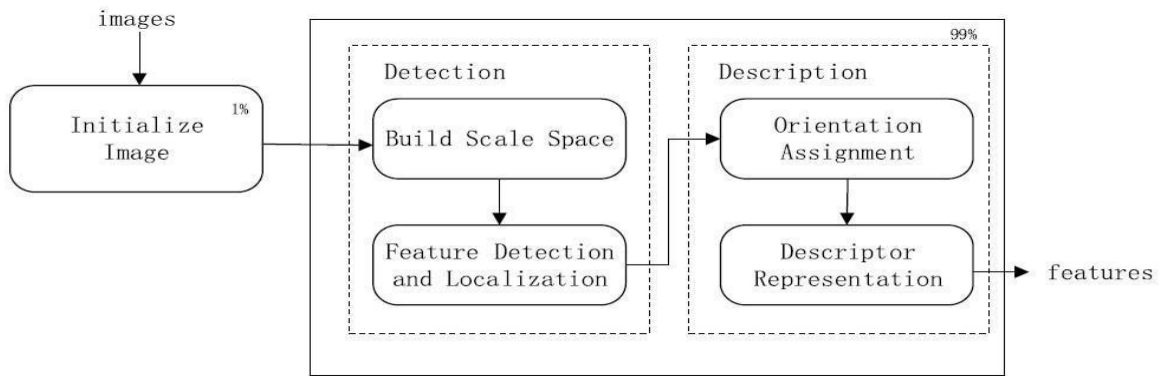 images
1%
Initialize
Image
99%
Detection
Build Scale Space
Feature Detection
and Localization
Description
Orientation
Assignment
Descriptor
Representation
features